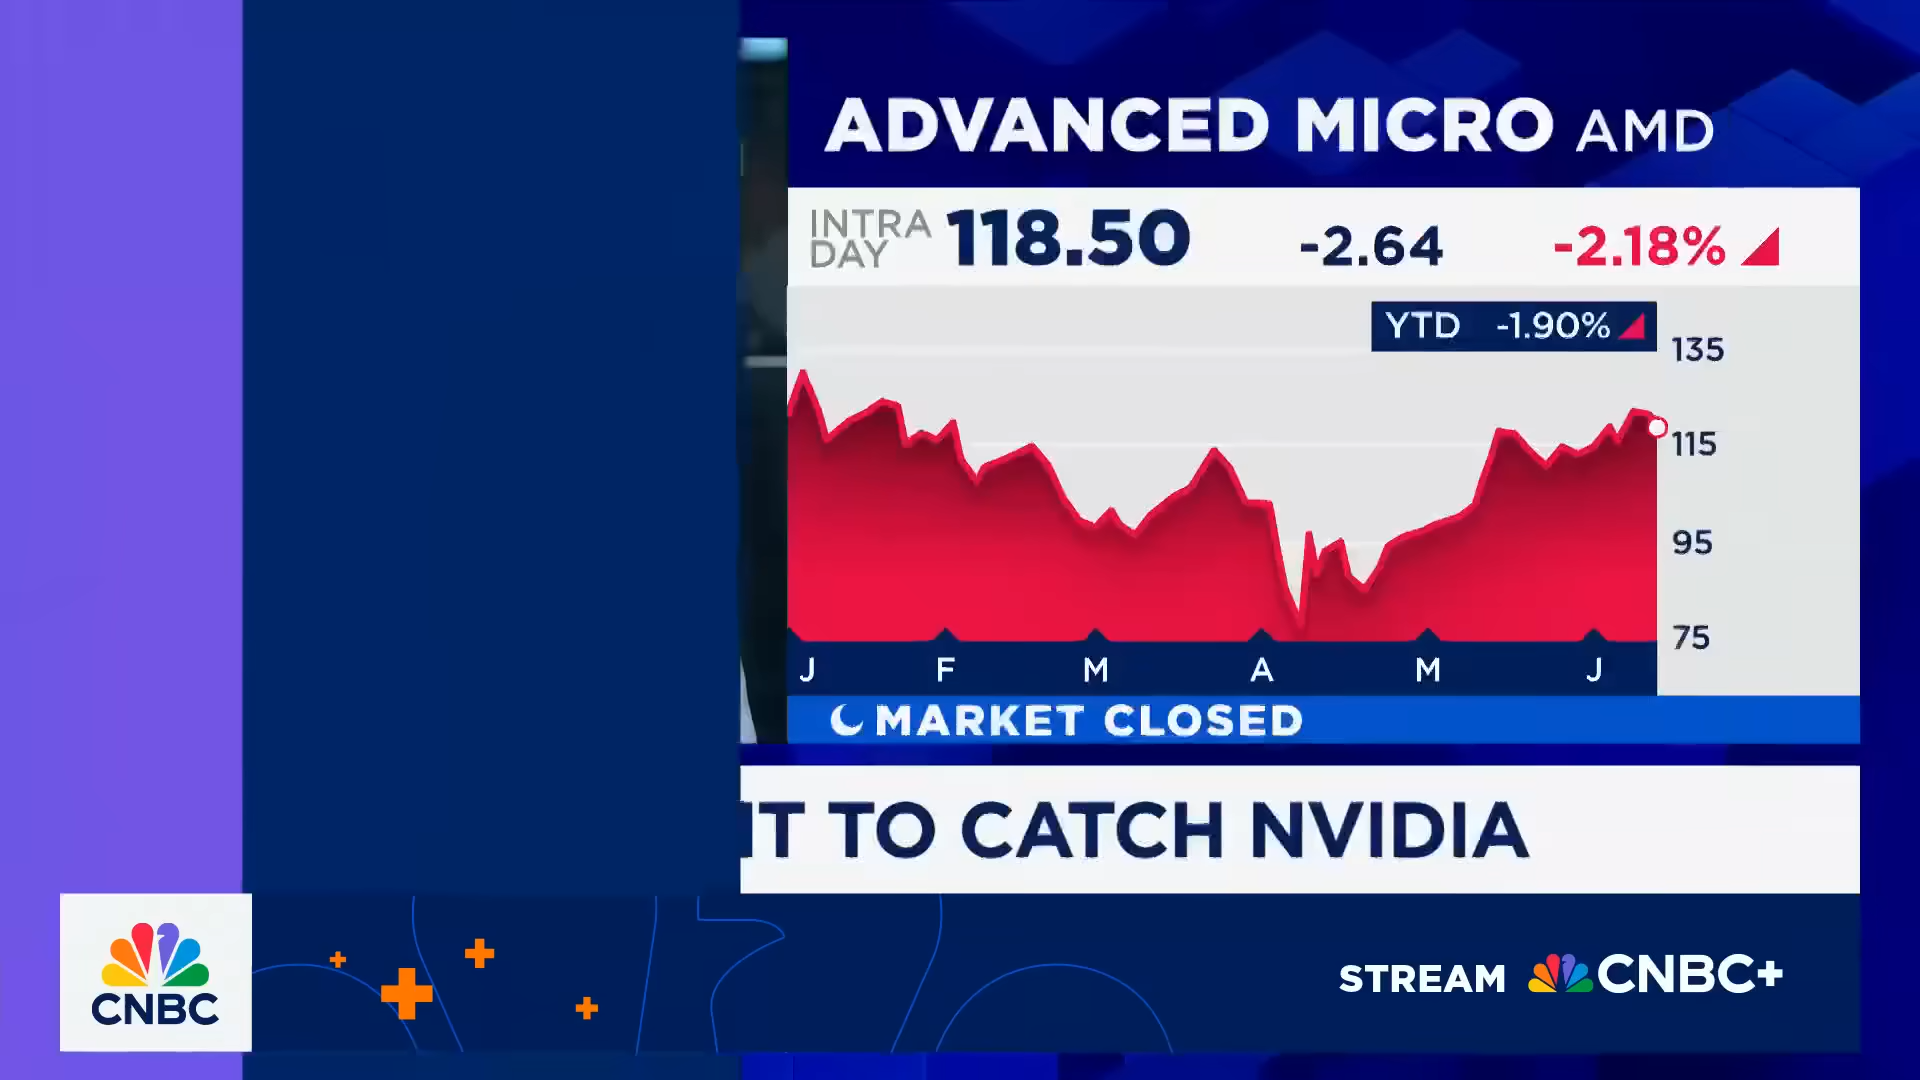 ADVANCED MICRO AMD
INTRA DAY 118.50 -2.64 -2.18%
YTD -1.90%
135
115
95
75
J F M A M J
MARKET CLOSED
TO CATCH NVIDIA
CNBC
STREAM CNBC+